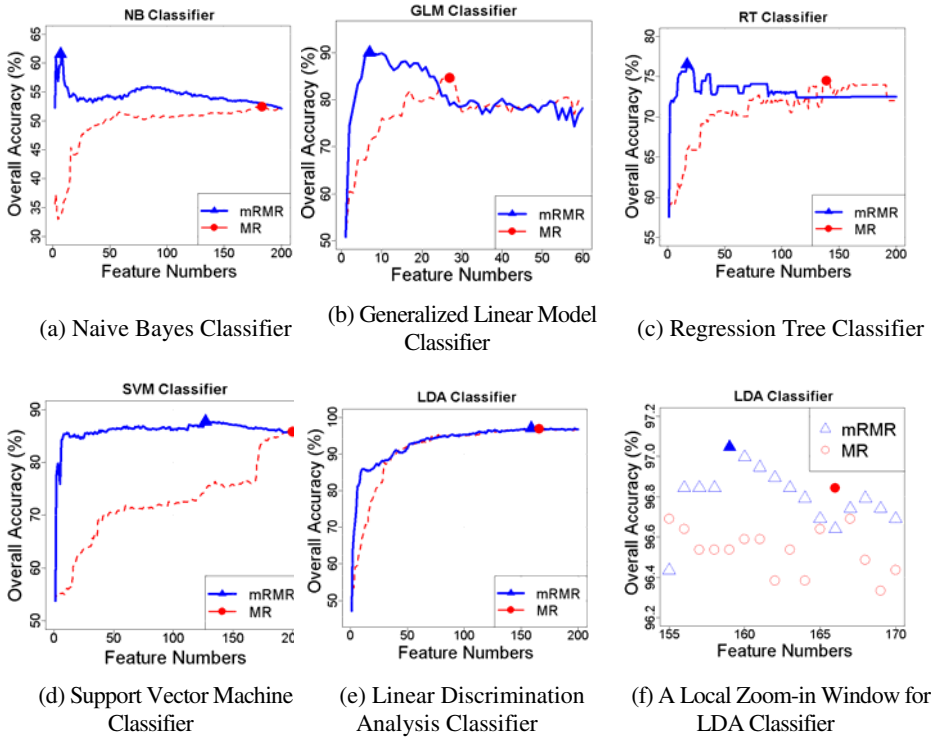 NB Classifier
Overall Accuracy (%)
65
60
55
50
45
40
35
30
mRMR
MR
0
50
100
150
200
Feature Numbers
(a) Naive Bayes Classifier
GLM Classifier
Overall Accuracy (%)
90
80
70
60
50
mRMR
MR
0
10
20
30
40
50
60
Feature Numbers
(b) Generalized Linear Model
Classifier
RT Classifier
Overall Accuracy (%)
80
75
70
65
60
55
mRMR
MR
0
50
100
150
200
Feature Numbers
(c) Regression Tree Classifier
SVM Classifier
Overall Accuracy (%)
90
80
70
60
50
mRMR
MR
0
50
100
150
200
Feature Numbers
(d) Support Vector Machine
Classifier
LDA Classifier
Overall Accuracy (%)
100
90
80
70
60
50
mRMR
MR
0
50
100
150
200
Feature Numbers
(e) Linear Discrimination
Analysis Classifier
LDA Classifier
Overall Accuracy (%)
97.2
97.0
96.8
96.6
96.4
96.2
mRMR
MR
155
160
165
170
Feature Numbers
(f) A Local Zoom-in Window for
LDA Classifier